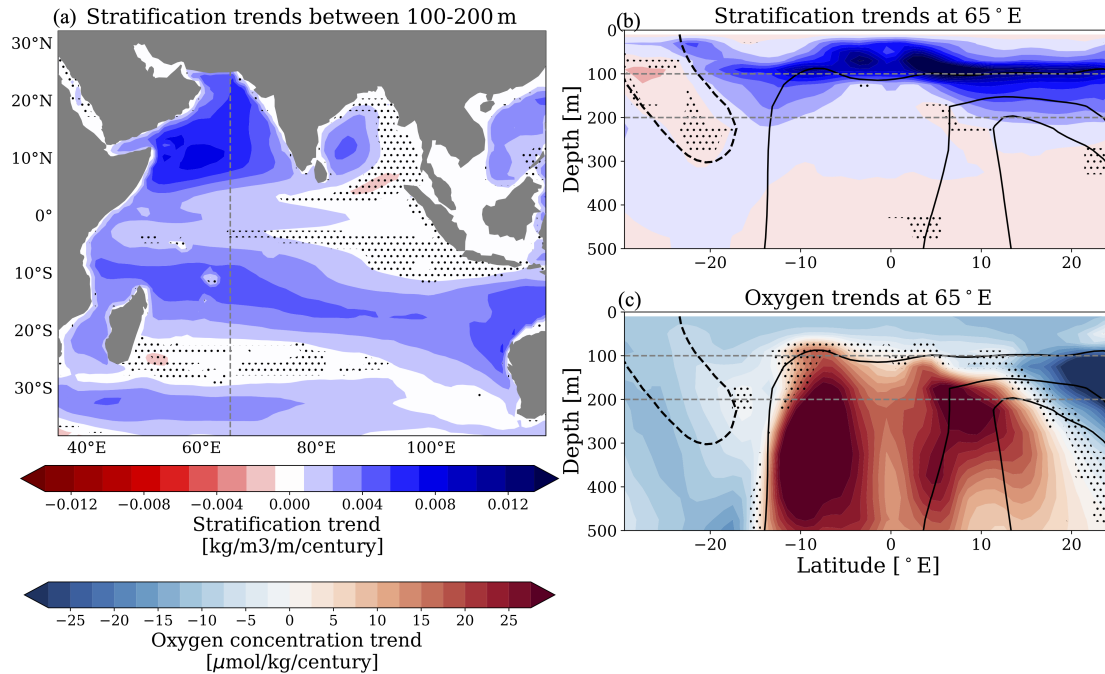 (a) Stratification trends between 100-200 m
30°N
20°N
10°N
0°
10°S
20°S
30°S
40°E 60°E 80°E 100°E
−0.012 −0.008 −0.004 0.000 0.004 0.008 0.012
Stratification trend
[kg/m3/m/century]
−25 −20 −15 −10 −5 0 5 10 15 20 25
Oxygen concentration trend
[μmol/kg/century]
(b) Stratification trends at 65°E
0
100
200
300
400
500
Depth [m]
−20 −10 0 10 20
(c) Oxygen trends at 65°E
0
100
200
300
400
500
Depth [m]
−20 −10 0 10 20
Latitude [°E]